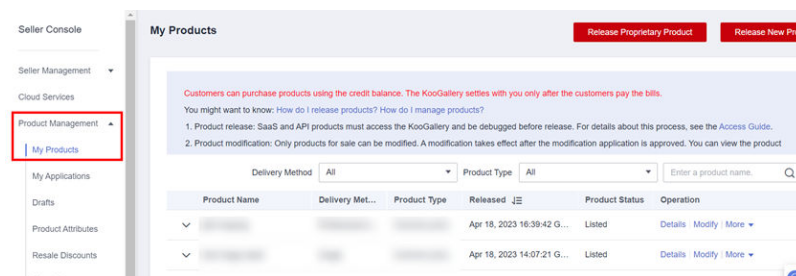 Seller Console
My Products
Release Proprietary Product
Release New Pro
Seller Management
Cloud Services
Product Management
My Products
My Applications
Drafts
Product Attributes
Resale Discounts
Customers can purchase products using the credit balance. The KooGallery settles with you only after the customers pay the bills.
You might want to know: How do I release products? How do I manage products?
1. Product release: SaaS and API products must access the KooGallery and be debugged before release. For details about this process, see the Access Guide.
2. Product modification: Only products for sale can be modified. A modification takes effect after the modification application is approved. You can view the product
Delivery Method All Product Type All Enter a product name.
Product Name Delivery Met... Product Type Released Product Status Operation
Apr 18, 2023 16:39:42 G... Listed Details Modify More
Apr 18, 2023 14:07:21 G... Listed Details Modify More